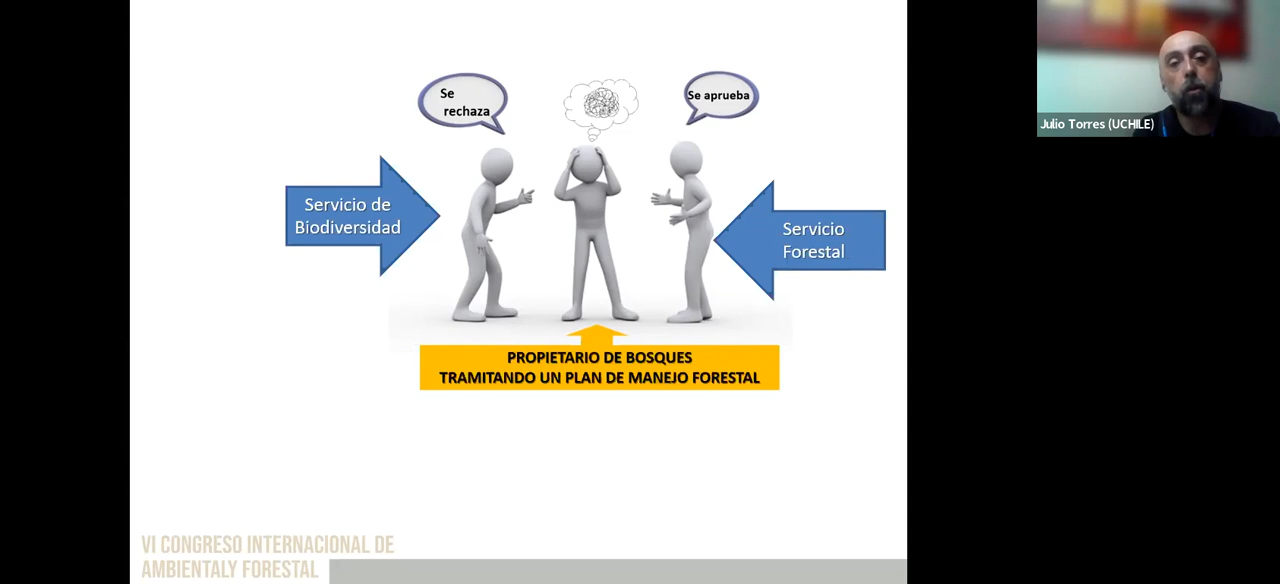 Se
rechaza
Se aprueba
Servicio de
Biodiversidad
Servicio
Forestal
PROPIETARIO DE BOSQUES
TRAMITANDO UN PLAN DE MANEJO FORESTAL
VI CONGRESO INTERNACIONAL DE
AMBIENTALY FORESTAL
Julio Torres (UCHILE)